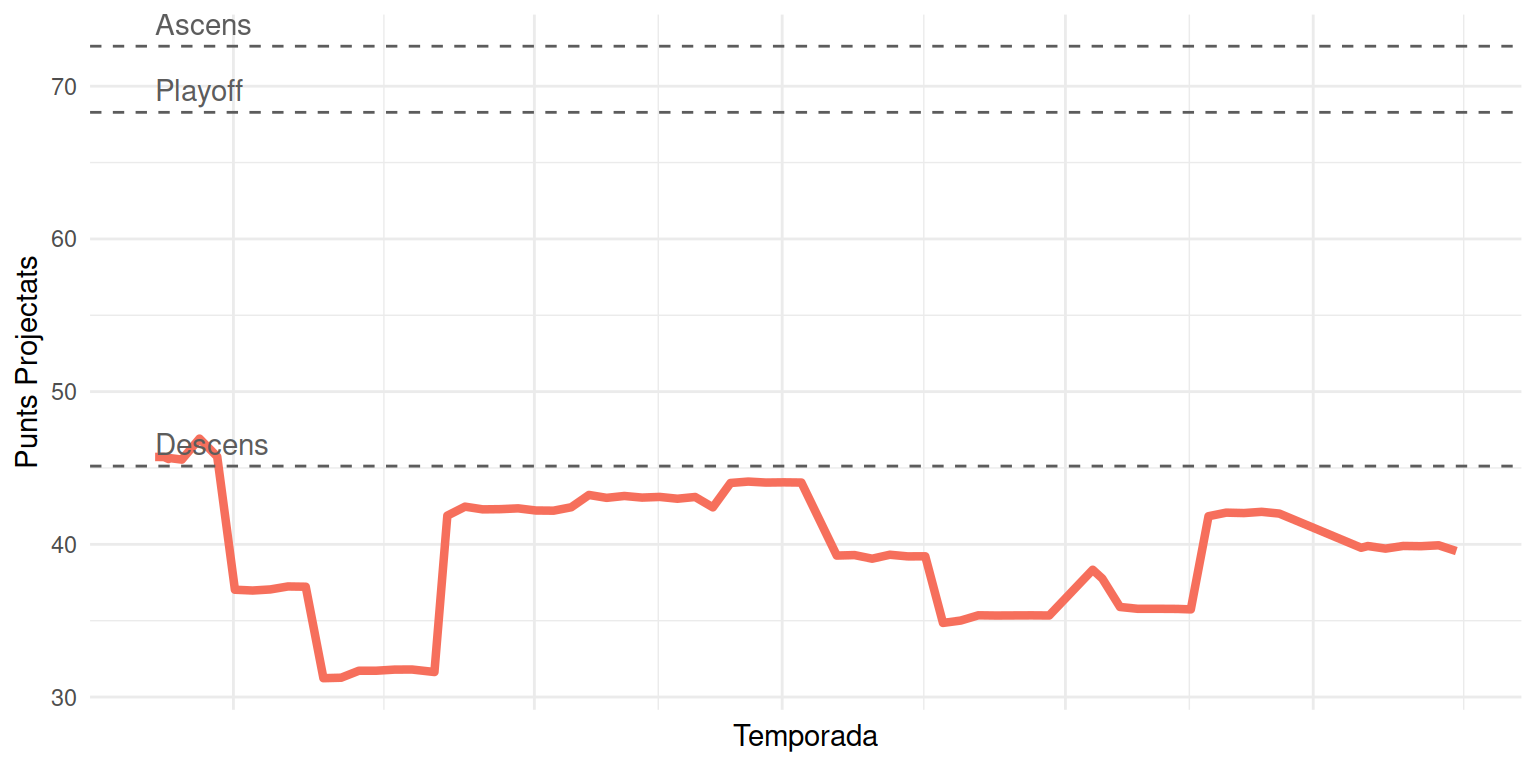 Ascens
70
Playoff
60
50
Descens
40
30
Punts Projectats
Temporada